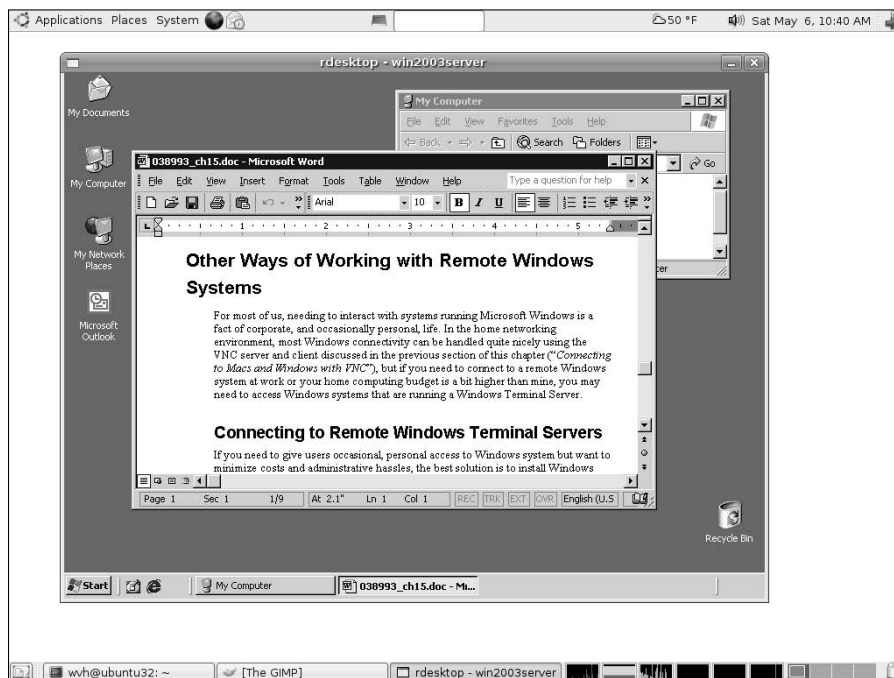 Applications Places System
50 °F
Sat May 6, 10:40 AM
rdesktop - win2003server
My Documents
My Computer
My Network
Places
Microsoft
Outlook
My Computer
File Edit View Favorites Tools Help
Back
Search
Folders
Go
038993_ch15.doc - Microsoft Word
File Edit View Insert Format Tools Table Window Help
Type a question for help
Arial
10
B I U
1 2 3 4 5
Other Ways of Working with Remote Windows
Systems
For most of us, needing to interact with systems running Microsoft Windows is a
fact of corporate, and occasionally personal, life. In the home networking
environment, most Windows connectivity can be handled quite nicely using the
VNC server and client discussed in the previous section of this chapter (“Connecting
to Macs and Windows with VNC”), but if you need to connect to a remote Windows
system at work or your home computing budget is a bit higher than mine, you may
need to access Windows systems that are running a Windows Terminal Server.
Connecting to Remote Windows Terminal Servers
If you need to give users occasional, personal access to Windows system but want to
minimize costs and administrative hassles, the best solution is to install Windows
Page 1 Sec 1 1/9 At 2.1" Ln 1 Col 1 REC TRK EXT OVR English (U.S
Recycle Bin
Start
My Computer
038993_ch15.doc - Mi...
wvh@ubuntu32: ~
[The GIMP]
rdesktop - win2003server